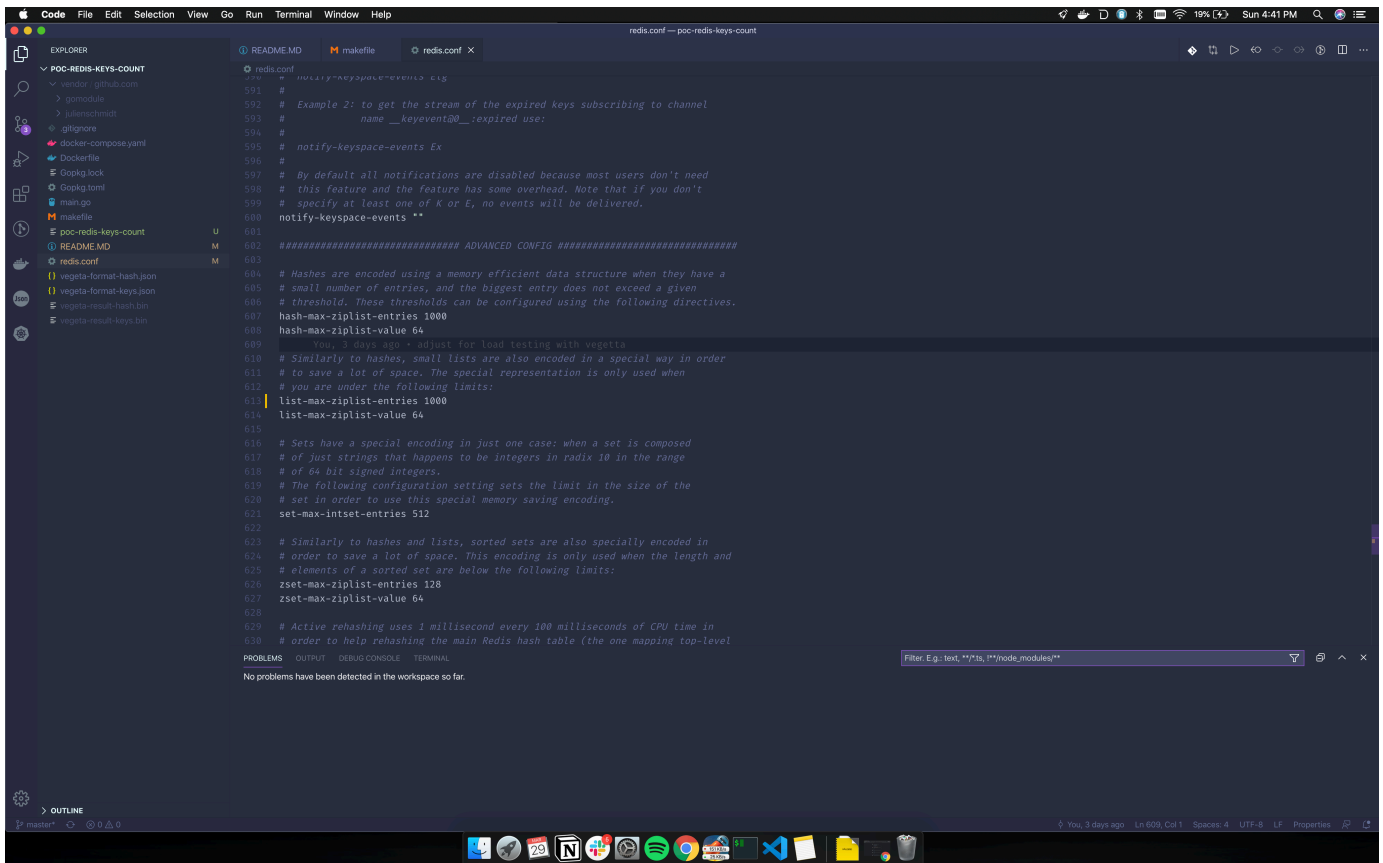 Code File Edit Selection View Go Run Terminal Window Help
19% Sun 4:41 PM
redis.conf — poc-redis-keys-count
EXPLORER
POC-REDIS-KEYS-COUNT
vendor / github.com
gomodule
julienschmidt
.gitignore
docker-compose.yaml
Dockerfile
Gopkg.lock
Gopkg.toml
main.go
makefile
poc-redis-keys-count U
README.MD M
redis.conf M
vegeta-format-hash.json
vegeta-format-keys.json
vegeta-result-hash.bin
vegeta-result-keys.bin
OUTLINE
README.MD makefile redis.conf
redis.conf
590 # notify-keyspace-events Elg
591 #
592 # Example 2: to get the stream of the expired keys subscribing to channel
593 # name __keyevent@0__:expired use:
594 #
595 # notify-keyspace-events Ex
596 #
597 # By default all notifications are disabled because most users don't need
598 # this feature and the feature has some overhead. Note that if you don't
599 # specify at least one of K or E, no events will be delivered.
600 notify-keyspace-events ""
601
602 ############################## ADVANCED CONFIG ###############################
603
604 # Hashes are encoded using a memory efficient data structure when they have a
605 # small number of entries, and the biggest entry does not exceed a given
606 # threshold. These thresholds can be configured using the following directives.
607 hash-max-ziplist-entries 1000
608 hash-max-ziplist-value 64
609 You, 3 days ago • adjust for load testing with vegetta
610 # Similarly to hashes, small lists are also encoded in a special way in order
611 # to save a lot of space. The special representation is only used when
612 # you are under the following limits:
613 list-max-ziplist-entries 1000
614 list-max-ziplist-value 64
615
616 # Sets have a special encoding in just one case: when a set is composed
617 # of just strings that happens to be integers in radix 10 in the range
618 # of 64 bit signed integers.
619 # The following configuration setting sets the limit in the size of the
620 # set in order to use this special memory saving encoding.
621 set-max-intset-entries 512
622
623 # Similarly to hashes and lists, sorted sets are also specially encoded in
624 # order to save a lot of space. This encoding is only used when the length and
625 # elements of a sorted set are below the following limits:
626 zset-max-ziplist-entries 128
627 zset-max-ziplist-value 64
628
629 # Active rehashing uses 1 millisecond every 100 milliseconds of CPU time in
630 # order to help rehashing the main Redis hash table (the one mapping top-level
PROBLEMS OUTPUT DEBUG CONSOLE TERMINAL
Filter. E.g.: text, **/*.ts, !**/node_modules/**
No problems have been detected in the workspace so far.
master* 0 0
You, 3 days ago Ln 609, Col 1 Spaces: 4 UTF-8 LF Properties
29